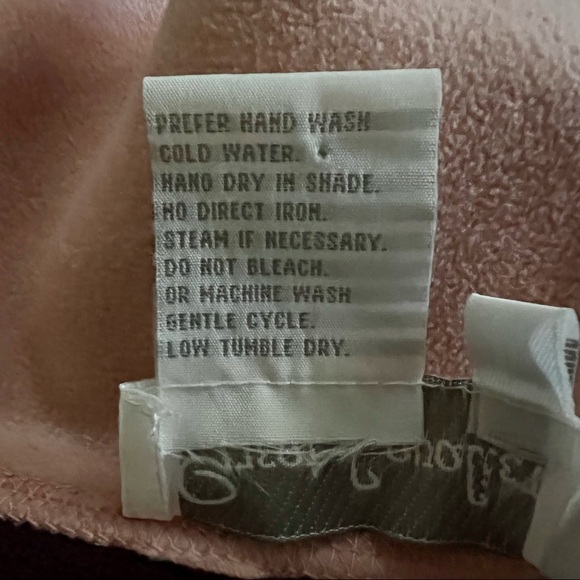 PREFER HAND WASH
COLD WATER.
HAND DRY IN SHADE.
NO DIRECT IRON.
STEAM IF NECESSARY.
DO NOT BLEACH.
OR MACHINE WASH
GENTLE CYCLE.
LOW TUMBLE DRY.